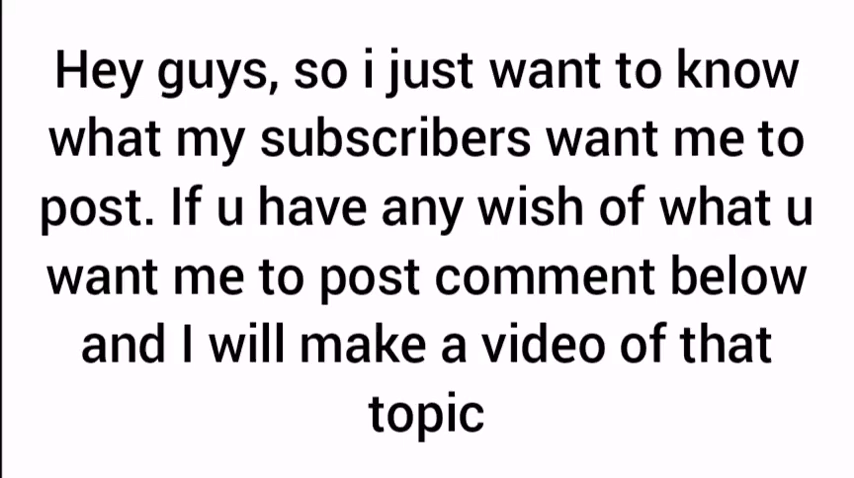 Hey guys, so i just want to know
what my subscribers want me to
post. If u have any wish of what u
want me to post comment below
and I will make a video of that
topic